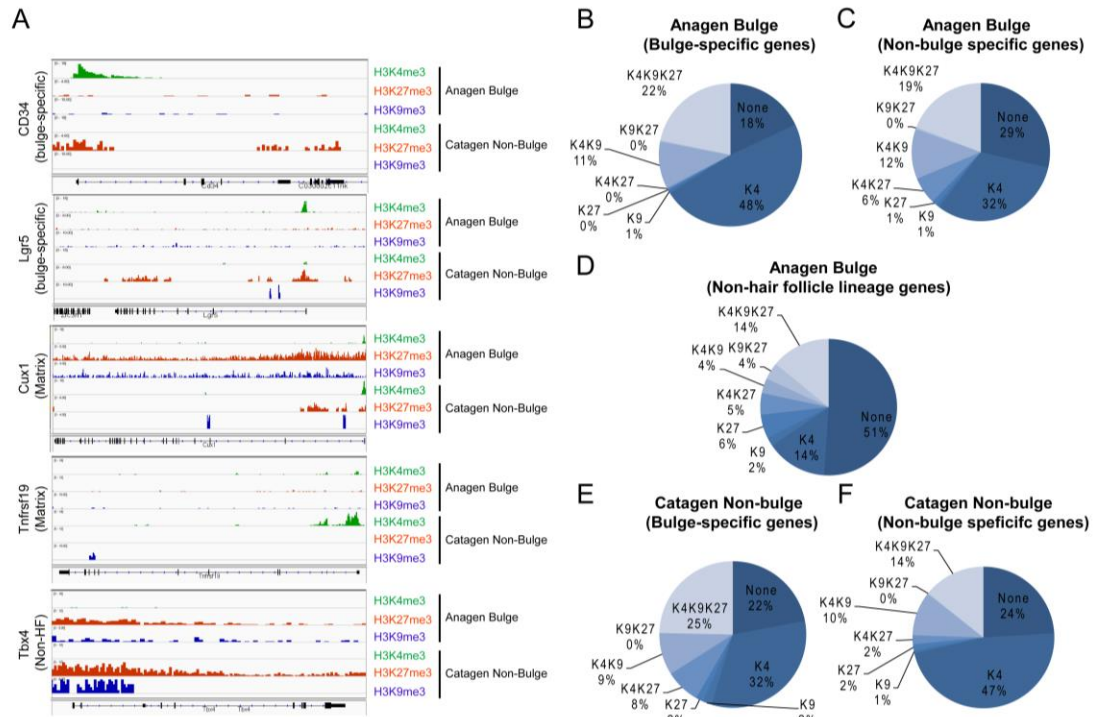 A
CD34
(bulge-specific)
H3K4me3
H3K27me3
H3K9me3
Anagen Bulge
H3K4me3
H3K27me3
H3K9me3
Catagen Non-Bulge
Cd34
Lgr5
(bulge-specific)
H3K4me3
H3K27me3
H3K9me3
Anagen Bulge
H3K4me3
H3K27me3
H3K9me3
Catagen Non-Bulge
Lgr5
Cux1
(Matrix)
H3K4me3
H3K27me3
H3K9me3
Anagen Bulge
H3K4me3
H3K27me3
H3K9me3
Catagen Non-Bulge
Cux1
Tnfrsf19
(Matrix)
H3K4me3
H3K27me3
H3K9me3
Anagen Bulge
H3K4me3
H3K27me3
H3K9me3
Catagen Non-Bulge
Tnfrsf19
Tbx4
(Non-HF)
H3K4me3
H3K27me3
H3K9me3
Anagen Bulge
H3K4me3
H3K27me3
H3K9me3
Catagen Non-Bulge
Tbx4 Tbx4
B
Anagen Bulge
(Bulge-specific genes)
K4K9K27
22%
None
18%
K9K27
0%
K4K9
11%
K4K27
0%
K27
0%
K9
1%
K4
48%
C
Anagen Bulge
(Non-bulge specific genes)
K4K9K27
19%
None
29%
K9K27
0%
K4K9
12%
K4K27
6%
K27
1%
K9
1%
K4
32%
D
Anagen Bulge
(Non-hair follicle lineage genes)
K4K9K27
14%
K4K9
4%
K9K27
4%
K4K27
5%
K27
6%
K9
2%
K4
14%
None
51%
E
Catagen Non-bulge
(Bulge-specific genes)
K4K9K27
25%
None
22%
K9K27
0%
K4K9
9%
K4K27
8%
K27
K4
32%
K9
F
Catagen Non-bulge
(Non-bulge speficifc genes)
K4K9K27
14%
None
24%
K9K27
0%
K4K9
10%
K4K27
2%
K27
2%
K9
1%
K4
47%